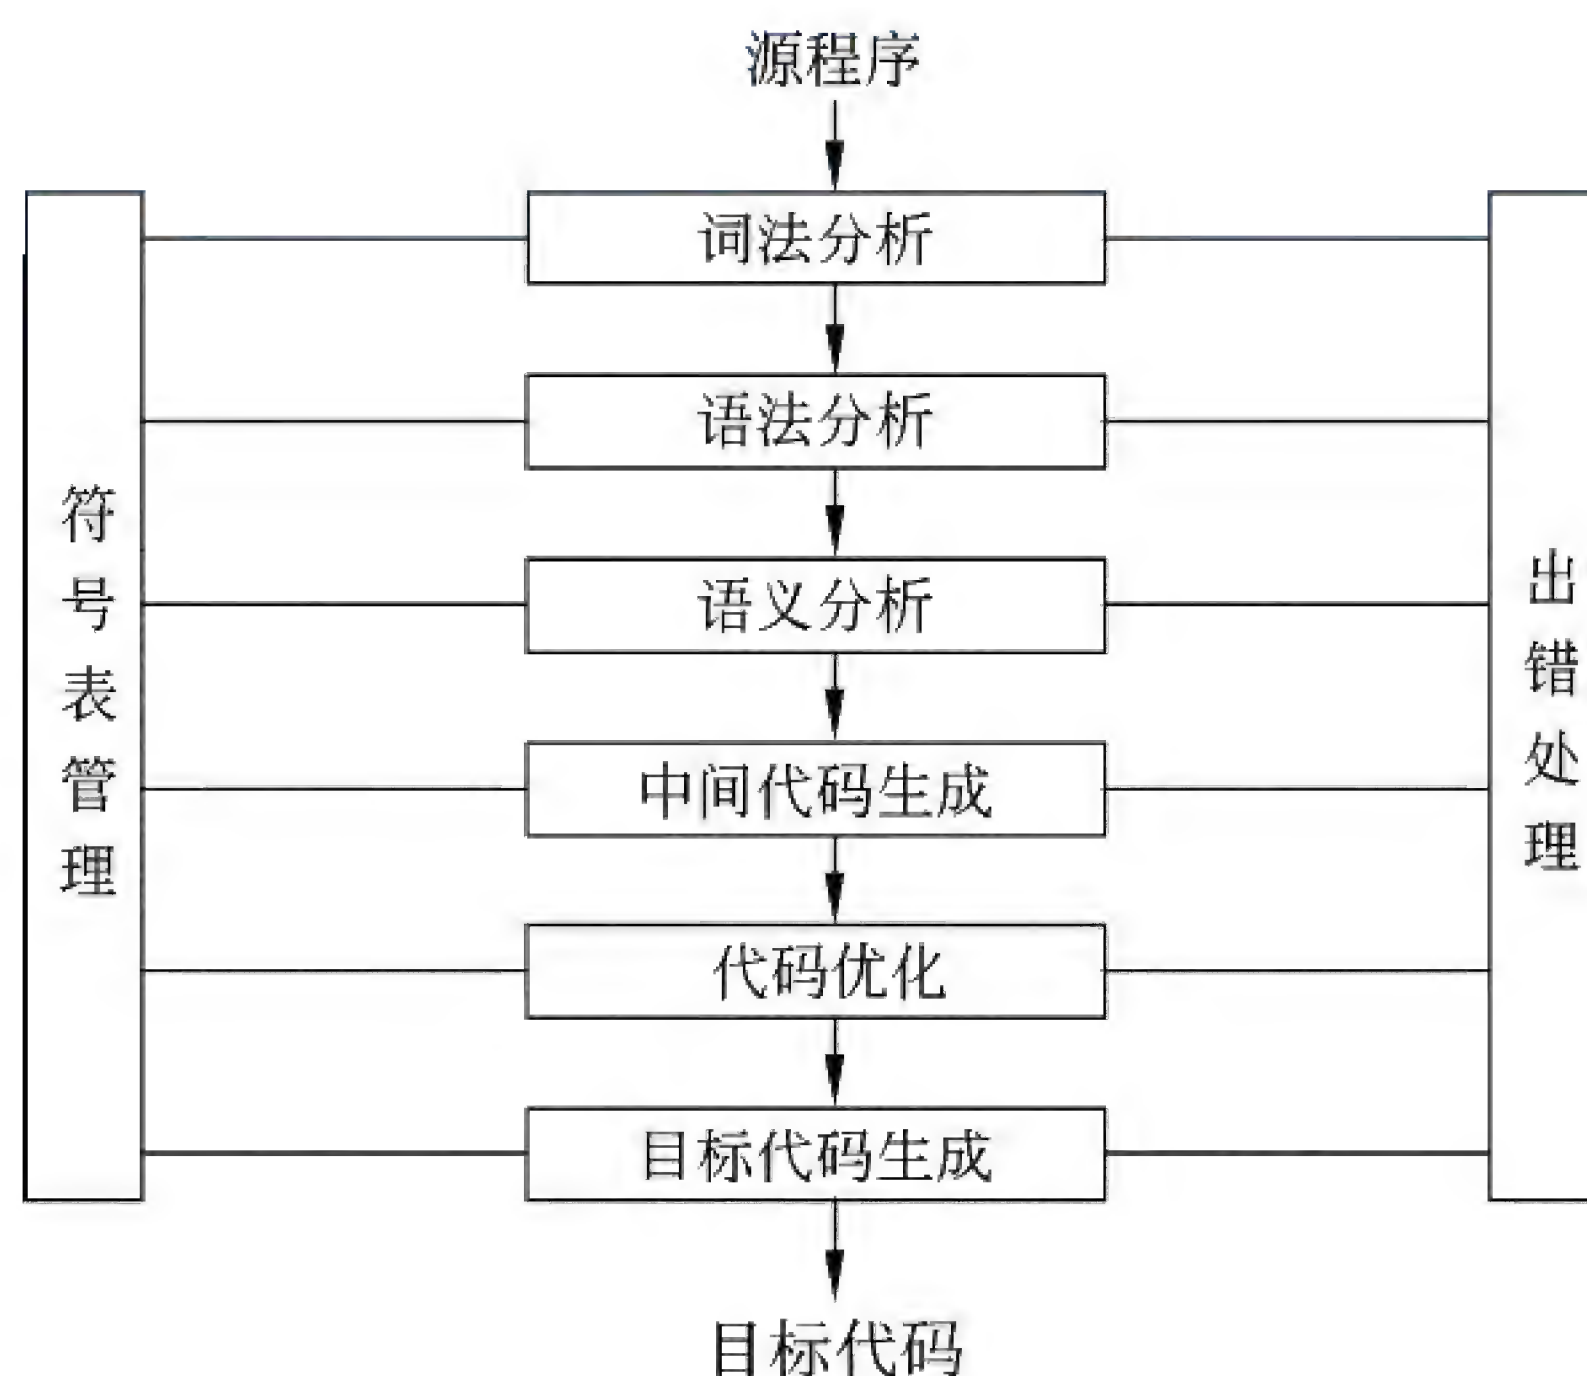 源程序
词法分析
语法分析
语义分析
中间代码生成
代码优化
目标代码生成
目标代码
符号表管理
出错处理